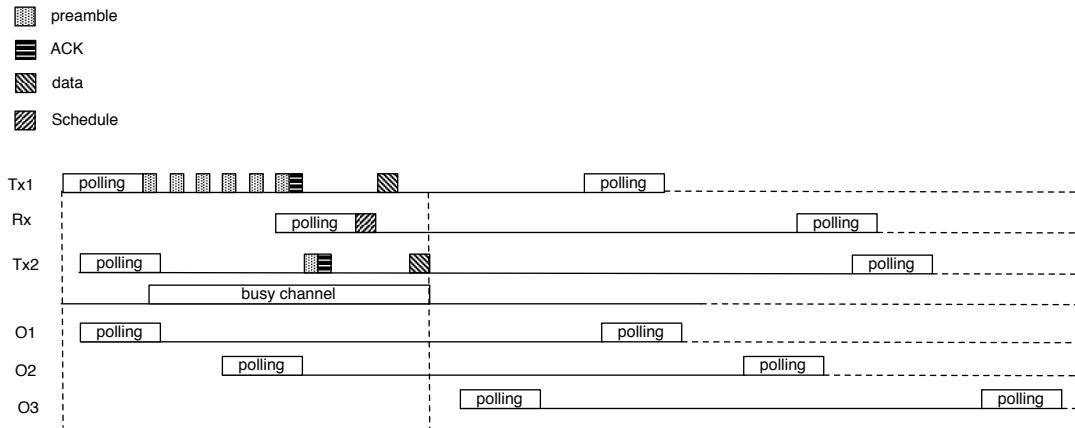 preamble
ACK
data
Schedule
Tx1 polling polling
Rx polling polling
Tx2 polling polling
busy channel
O1 polling polling
O2 polling polling
O3 polling polling